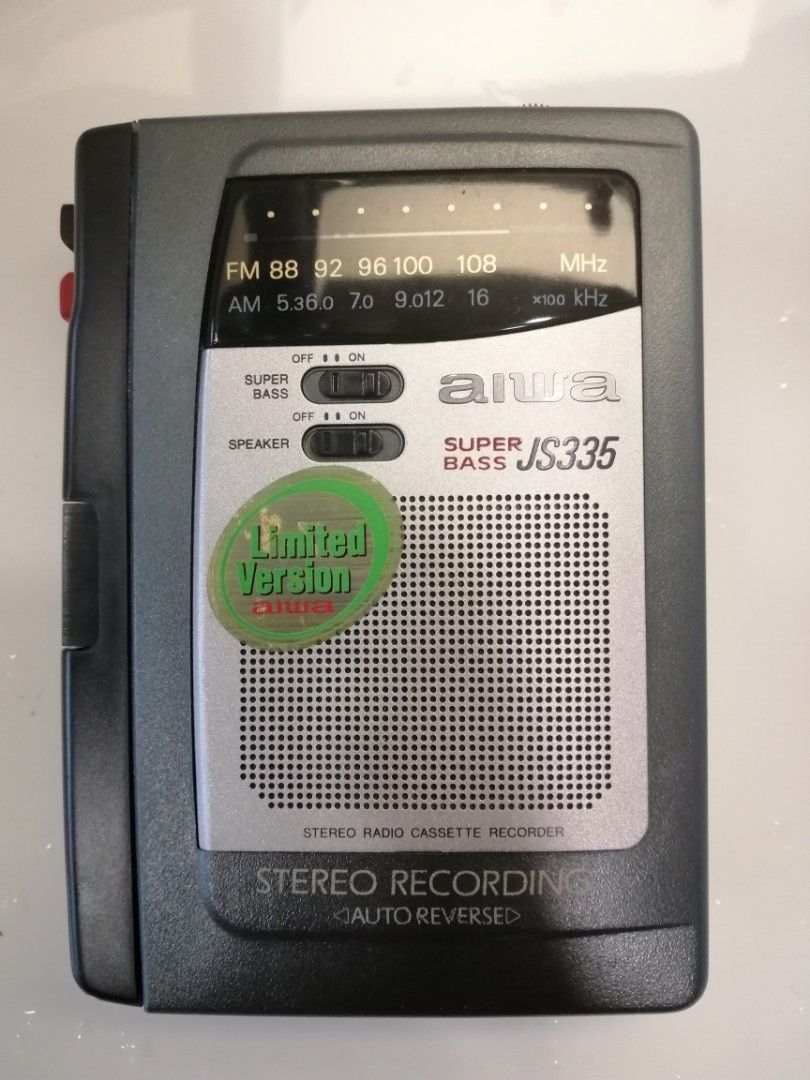 FM 88 92 96 100 108 MHz
AM 5.3 6.0 7.0 9.0 12 16 ×100 kHz
OFF ON
SUPER
BASS
aiwa
OFF ON
SPEAKER
SUPER
BASS JS335
Limited
Version
aiwa
STEREO RADIO CASSETTE RECORDER
STEREO RECORDING
◁AUTO REVERSE▷